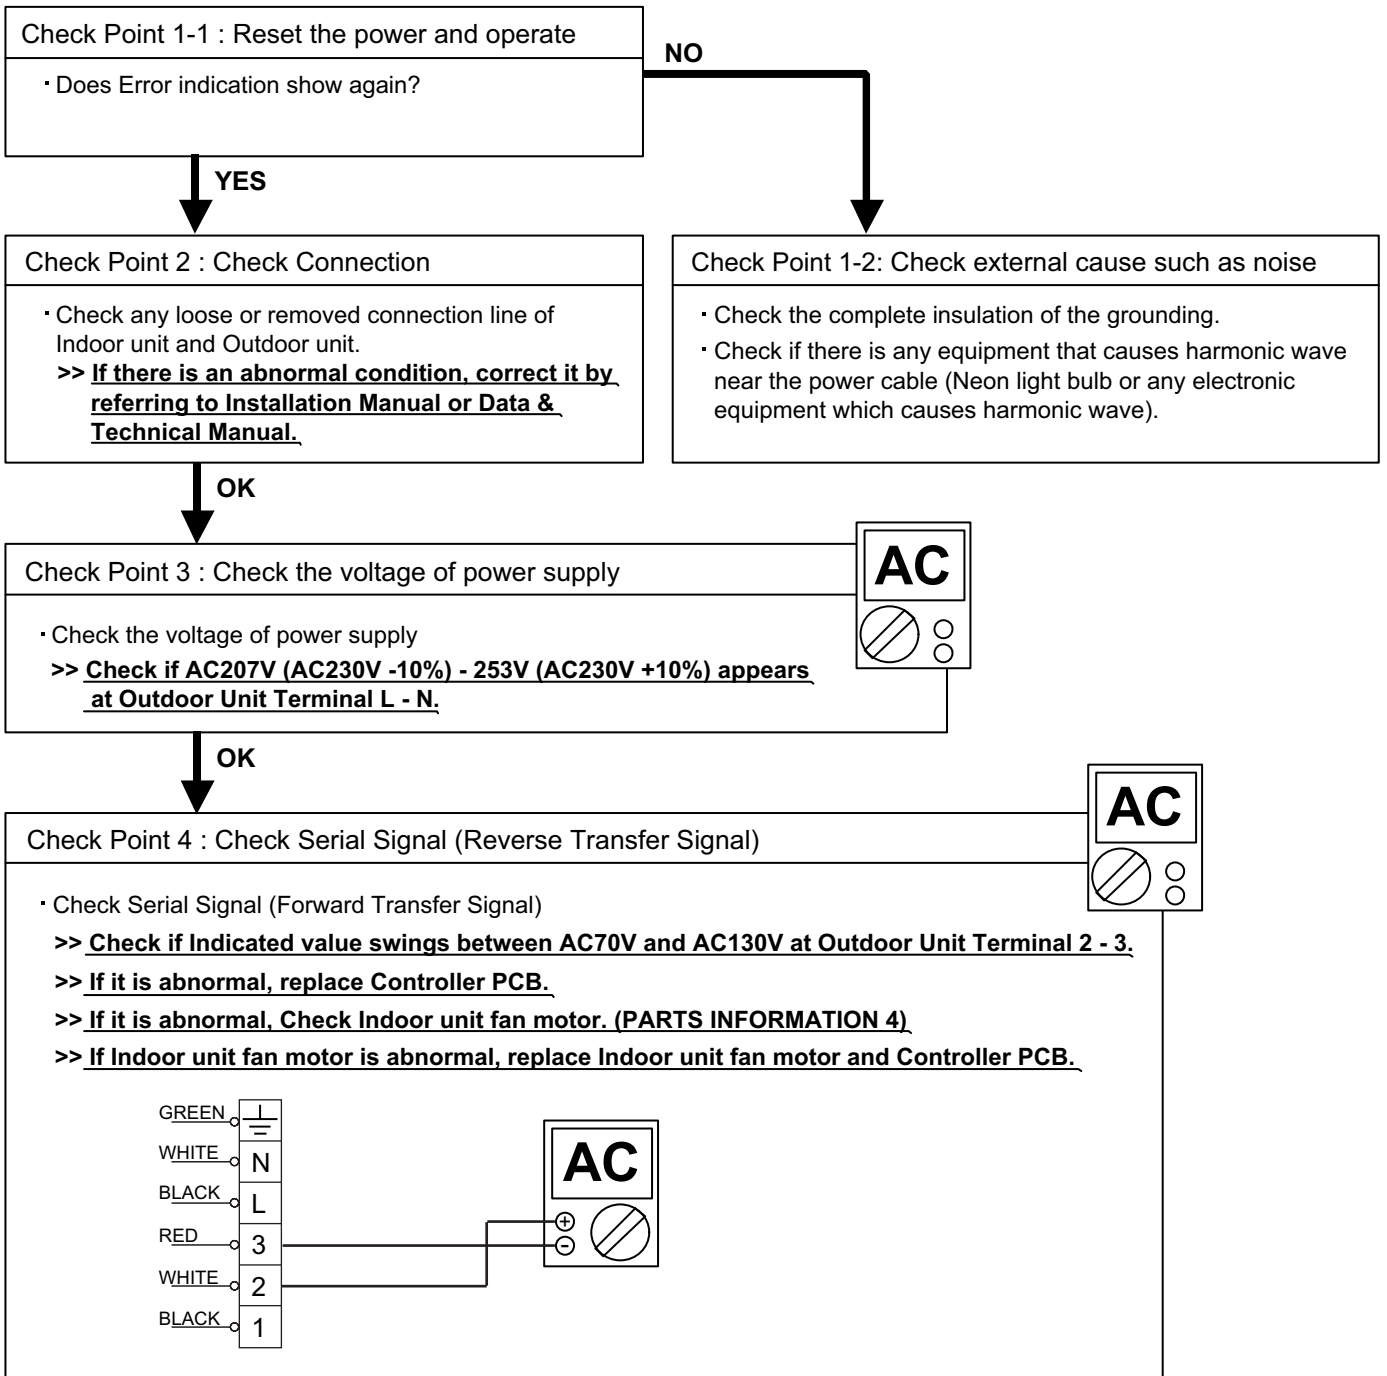 Check Point 1-1 : Reset the power and operate
· Does Error indication show again?
NO
YES
Check Point 2 : Check Connection
· Check any loose or removed connection line of
Indoor unit and Outdoor unit.
>> If there is an abnormal condition, correct it by
referring to Installation Manual or Data &
Technical Manual.
Check Point 1-2: Check external cause such as noise
· Check the complete insulation of the grounding.
· Check if there is any equipment that causes harmonic wave
near the power cable (Neon light bulb or any electronic
equipment which causes harmonic wave).
OK
Check Point 3 : Check the voltage of power supply
AC
· Check the voltage of power supply
>> Check if AC207V (AC230V -10%) - 253V (AC230V +10%) appears
at Outdoor Unit Terminal L - N.
OK
Check Point 4 : Check Serial Signal (Reverse Transfer Signal)
AC
· Check Serial Signal (Forward Transfer Signal)
>> Check if Indicated value swings between AC70V and AC130V at Outdoor Unit Terminal 2 - 3.
>> If it is abnormal, replace Controller PCB.
>> If it is abnormal, Check Indoor unit fan motor. (PARTS INFORMATION 4)
>> If Indoor unit fan motor is abnormal, replace Indoor unit fan motor and Controller PCB.
GREEN
WHITE N
BLACK L
RED 3
WHITE 2
BLACK 1
AC
+
-